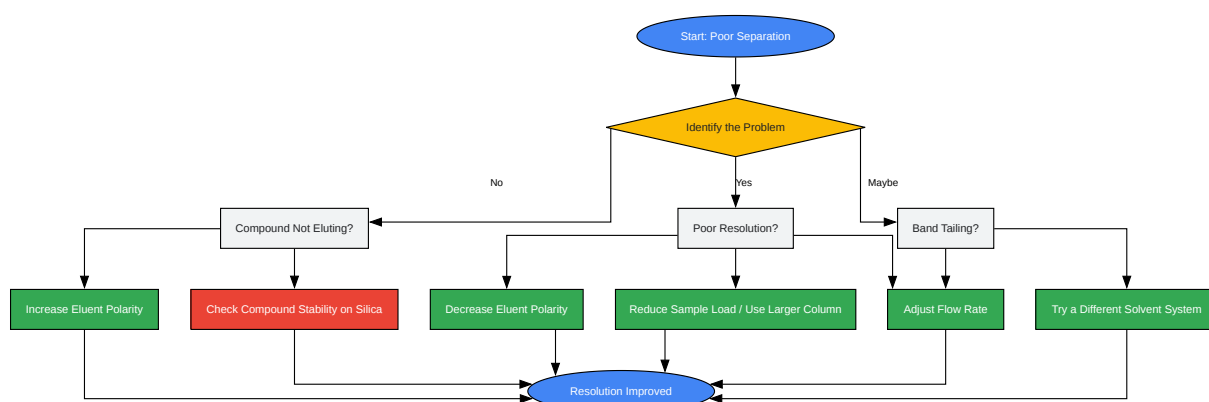 Start: Poor Separation
Identify the Problem
No
Yes
Maybe
Compound Not Eluting?
Poor Resolution?
Band Tailing?
Increase Eluent Polarity
Check Compound Stability on Silica
Decrease Eluent Polarity
Reduce Sample Load / Use Larger Column
Adjust Flow Rate
Try a Different Solvent System
Resolution Improved